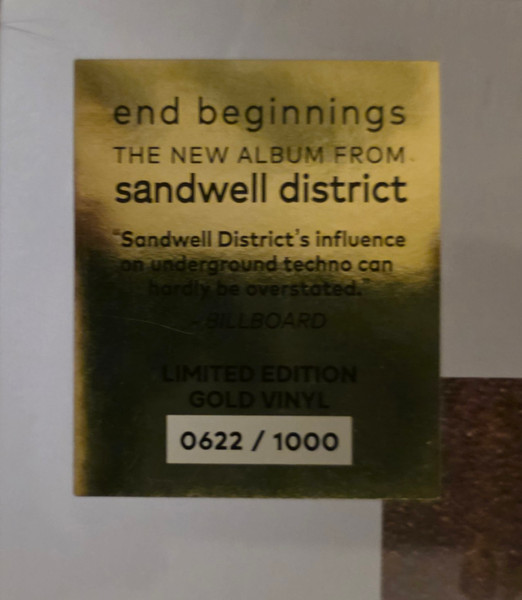 end beginnings
THE NEW ALBUM FROM
sandwell district
“Sandwell District’s influence
on underground techno can
hardly be overstated.”
– BILLBOARD
LIMITED EDITION
GOLD VINYL
0622 / 1000